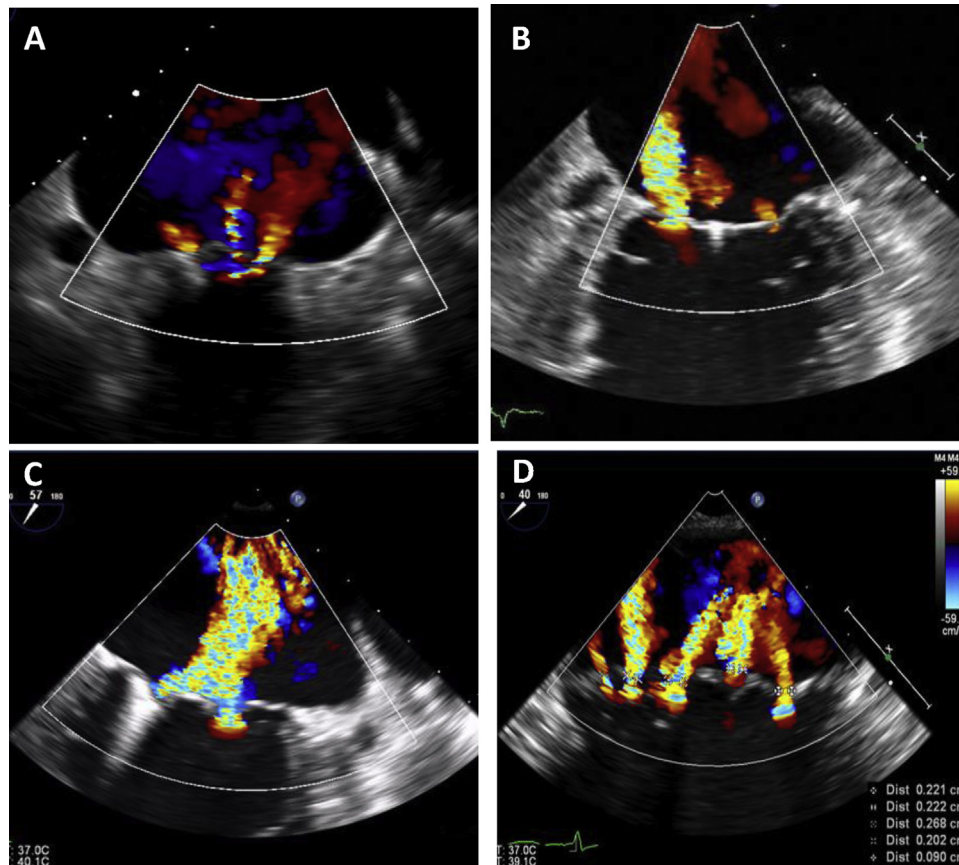 A
B
C
0 57 180
P
T: 37.0C
T: 40.1C
D
0 40 180
P
M4 M4
+59
-59.
cm/
T: 37.0C
T: 39.1C
Dist 0.221 cm
Dist 0.222 cm
Dist 0.268 cm
Dist 0.202 cm
Dist 0.090 cm